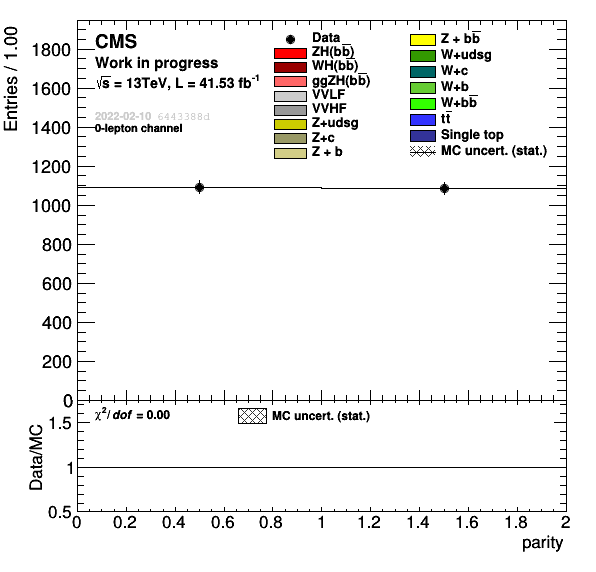 Entries / 1.00
1800
1600
1400
1200
1000
800
600
400
200
0
CMS
Work in progress
√s = 13TeV, L = 41.53 fb⁻¹
2022-02-10 6443388d
0-lepton channel
Data
ZH(bb̅)
WH(bb̅)
ggZH(bb̅)
VVLF
VVHF
Z+udsg
Z+c
Z + b
Z + bb̅
W+udsg
W+c
W+b
W+bb̅
tt̅
Single top
MC uncert. (stat.)
Data/MC
1.5
1
0.5
χ²/dof = 0.00
MC uncert. (stat.)
0 0.2 0.4 0.6 0.8 1 1.2 1.4 1.6 1.8 2
parity